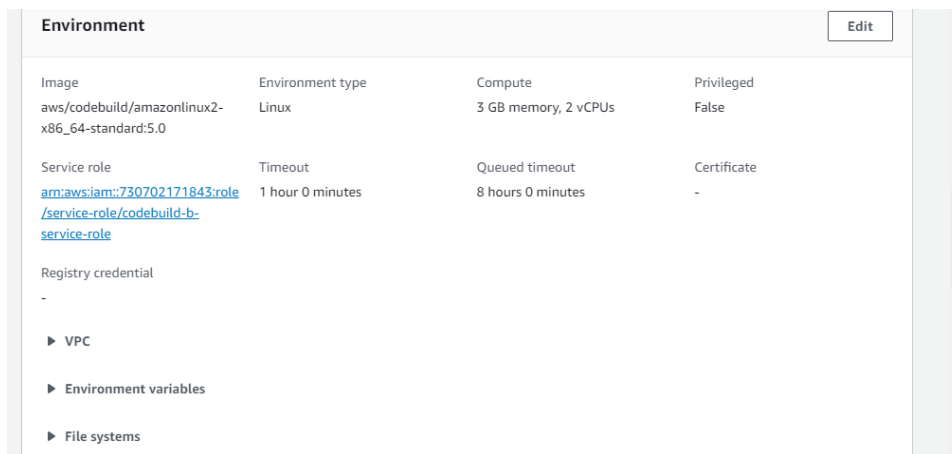 Environment
Edit
Image
Environment type
Compute
Privileged
aws/codebuild/amazonlinux2-
x86_64-standard:5.0
Linux
3 GB memory, 2 vCPUs
False
Service role
Timeout
Queued timeout
Certificate
arn:aws:iam::730702171843:role
/service-role/codebuild-b-
service-role
1 hour 0 minutes
8 hours 0 minutes
-
Registry credential
-
VPC
Environment variables
File systems